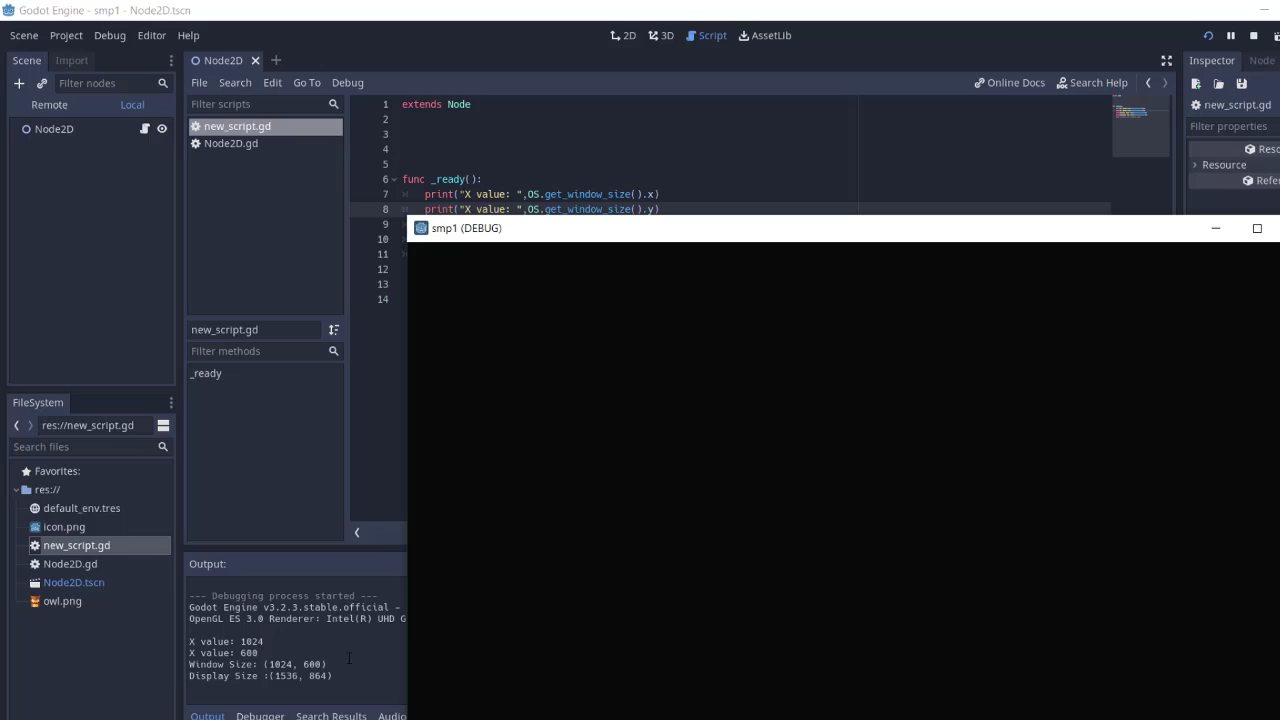 Godot Engine - smp1 - Node2D.tscn
Scene Project Debug Editor Help
2D 3D Script AssetLib
Scene Import
Node2D
Inspector Node
Filter nodes
File Search Edit Go To Debug
Online Docs Search Help
Remote Local
Filter scripts
new_script.gd
Filter properties
Node2D
new_script.gd
Node2D.gd
Reso
Resource
Refer
1 extends Node
2
3
4
5
6 func _ready():
7 print("X value: ",OS.get_window_size().x)
8 print("X value: ",OS.get_window_size().y)
9
10
11
12
13
14
smp1 (DEBUG)
new_script.gd
Filter methods
_ready
FileSystem
res://new_script.gd
Search files
Favorites:
res://
default_env.tres
icon.png
new_script.gd
Node2D.gd
Node2D.tscn
owl.png
Output:
--- Debugging process started ---
Godot Engine v3.2.3.stable.official -
OpenGL ES 3.0 Renderer: Intel(R) UHD G
X value: 1024
X value: 600
Window Size: (1024, 600)
Display Size :(1536, 864)
Output Debugger Search Results Audio